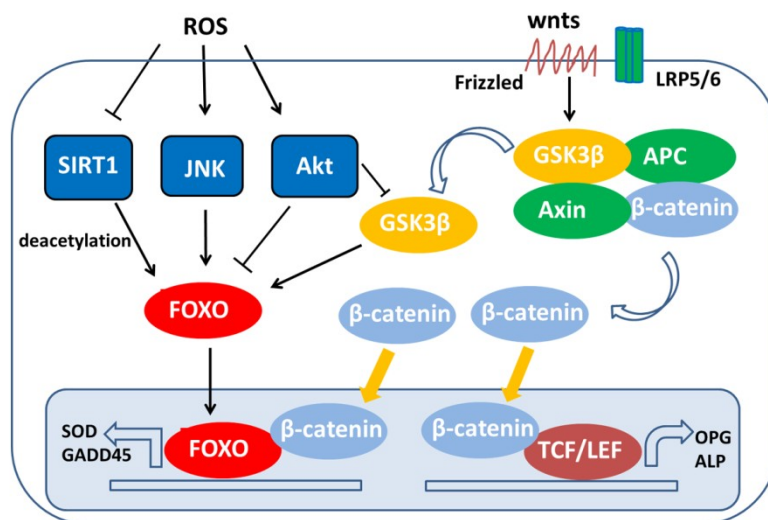 ROS
wnts
Frizzled
LRP5/6
SIRT1
JNK
Akt
GSK3β
APC
Axin
β-catenin
GSK3β
deacetylation
FOXO
β-catenin
β-catenin
SOD
GADD45
FOXO
β-catenin
β-catenin
TCF/LEF
OPG
ALP